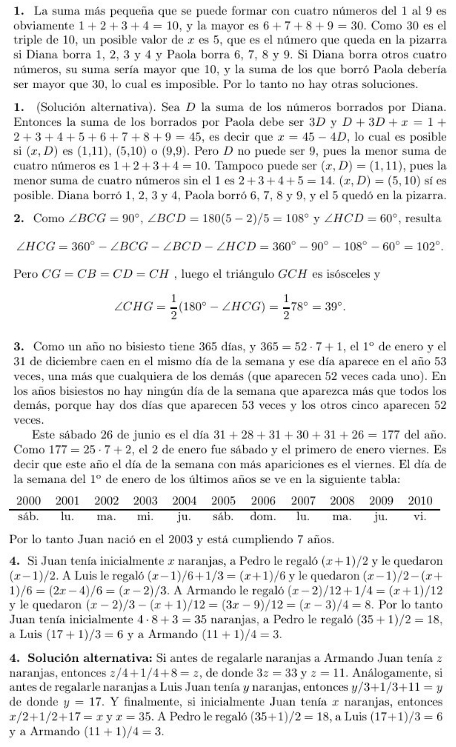 1. La suma más pequeña que se puede formar con cuatro números del 1 al 9 es
obviamente 1 + 2 + 3 + 4 = 10, y la mayor es 6 + 7 + 8 + 9 = 30. Como 30 es el
triple de 10, un posible valor de x es 5, que es el número que queda en la pizarra
si Diana borra 1, 2, 3 y 4 y Paola borra 6, 7, 8 y 9. Si Diana borra otros cuatro
números, su suma sería mayor que 10, y la suma de los que borró Paola debería
ser mayor que 30, lo cual es imposible. Por lo tanto no hay otras soluciones.
1. (Solución alternativa). Sea D la suma de los números borrados por Diana.
Entonces la suma de los borrados por Paola debe ser 3D y D + 3D + x = 1 +
2 + 3 + 4 + 5 + 6 + 7 + 8 + 9 = 45, es decir que x = 45 − 4D, lo cual es posible
si (x, D) es (1,11), (5,10) o (9,9). Pero D no puede ser 9, pues la menor suma de
cuatro números es 1 + 2 + 3 + 4 = 10. Tampoco puede ser (x, D) = (1, 11), pues la
menor suma de cuatro números sin el 1 es 2 + 3 + 4 + 5 = 14. (x, D) = (5, 10) sí es
posible. Diana borró 1, 2, 3 y 4, Paola borró 6, 7, 8 y 9, y el 5 quedó en la pizarra.
2. Como ∠BCG = 90°, ∠BCD = 180(5 − 2)/5 = 108° y ∠HCD = 60°, resulta
∠HCG = 360° − ∠BCG − ∠BCD − ∠HCD = 360° − 90° − 108° − 60° = 102°.
Pero CG = CB = CD = CH , luego el triángulo GCH es isósceles y
∠CHG = 1/2(180° − ∠HCG) = 1/2 78° = 39°.
3. Como un año no bisiesto tiene 365 días, y 365 = 52 · 7 + 1, el 1° de enero y el
31 de diciembre caen en el mismo día de la semana y ese día aparece en el año 53
veces, una más que cualquiera de los demás (que aparecen 52 veces cada uno). En
los años bisiestos no hay ningún día de la semana que aparezca más que todos los
demás, porque hay dos días que aparecen 53 veces y los otros cinco aparecen 52
veces.
Este sábado 26 de junio es el día 31 + 28 + 31 + 30 + 31 + 26 = 177 del año.
Como 177 = 25 · 7 + 2, el 2 de enero fue sábado y el primero de enero viernes. Es
decir que este año el día de la semana con más apariciones es el viernes. El día de
la semana del 1° de enero de los últimos años se ve en la siguiente tabla:
2000 2001 2002 2003 2004 2005 2006 2007 2008 2009 2010
sáb. lu. ma. mi. ju. sáb. dom. lu. ma. ju. vi.
Por lo tanto Juan nació en el 2003 y está cumpliendo 7 años.
4. Si Juan tenía inicialmente x naranjas, a Pedro le regaló (x + 1)/2 y le quedaron
(x − 1)/2. A Luis le regaló (x − 1)/6 + 1/3 = (x + 1)/6 y le quedaron (x − 1)/2 − (x +
1)/6 = (2x − 4)/6 = (x − 2)/3. A Armando le regaló (x − 2)/12 + 1/4 = (x + 1)/12
y le quedaron (x − 2)/3 − (x + 1)/12 = (3x − 9)/12 = (x − 3)/4 = 8. Por lo tanto
Juan tenía inicialmente 4 · 8 + 3 = 35 naranjas, a Pedro le regaló (35 + 1)/2 = 18,
a Luis (17 + 1)/3 = 6 y a Armando (11 + 1)/4 = 3.
4. Solución alternativa: Si antes de regalarle naranjas a Armando Juan tenía z
naranjas, entonces z/4 + 1/4 + 8 = z, de donde 3z = 33 y z = 11. Análogamente, si
antes de regalarle naranjas a Luis Juan tenía y naranjas, entonces y/3 + 1/3 + 11 = y
de donde y = 17. Y finalmente, si inicialmente Juan tenía x naranjas, entonces
x/2 + 1/2 + 17 = x y x = 35. A Pedro le regaló (35 + 1)/2 = 18, a Luis (17 + 1)/3 = 6
y a Armando (11 + 1)/4 = 3.